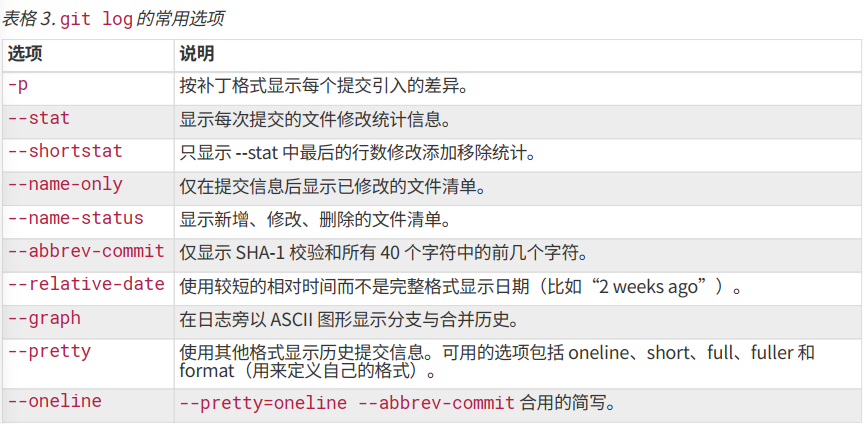 表格 3. git log 的常用选项
选项 说明
-p 按补丁格式显示每个提交引入的差异。
--stat 显示每次提交的文件修改统计信息。
--shortstat 只显示 --stat 中最后的行数修改添加移除统计。
--name-only 仅在提交信息后显示已修改的文件清单。
--name-status 显示新增、修改、删除的文件清单。
--abbrev-commit 仅显示 SHA-1 校验和所有 40 个字符中的前几个字符。
--relative-date 使用较短的相对时间而不是完整格式显示日期（比如“2 weeks ago”）。
--graph 在日志旁以 ASCII 图形显示分支与合并历史。
--pretty 使用其他格式显示历史提交信息。可用的选项包括 oneline、short、full、fuller 和
format（用来定义自己的格式）。
--oneline --pretty=oneline --abbrev-commit 合用的简写。